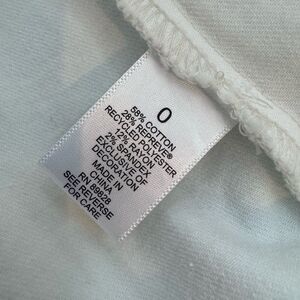 0
58% COTTON
28% REPREVE®
RECYCLED POLYESTER
12% RAYON
2% SPANDEX
EXCLUSIVE OF
DECORATION
MADE IN
CHINA
RN 89828
SEE REVERSE
FOR CARE